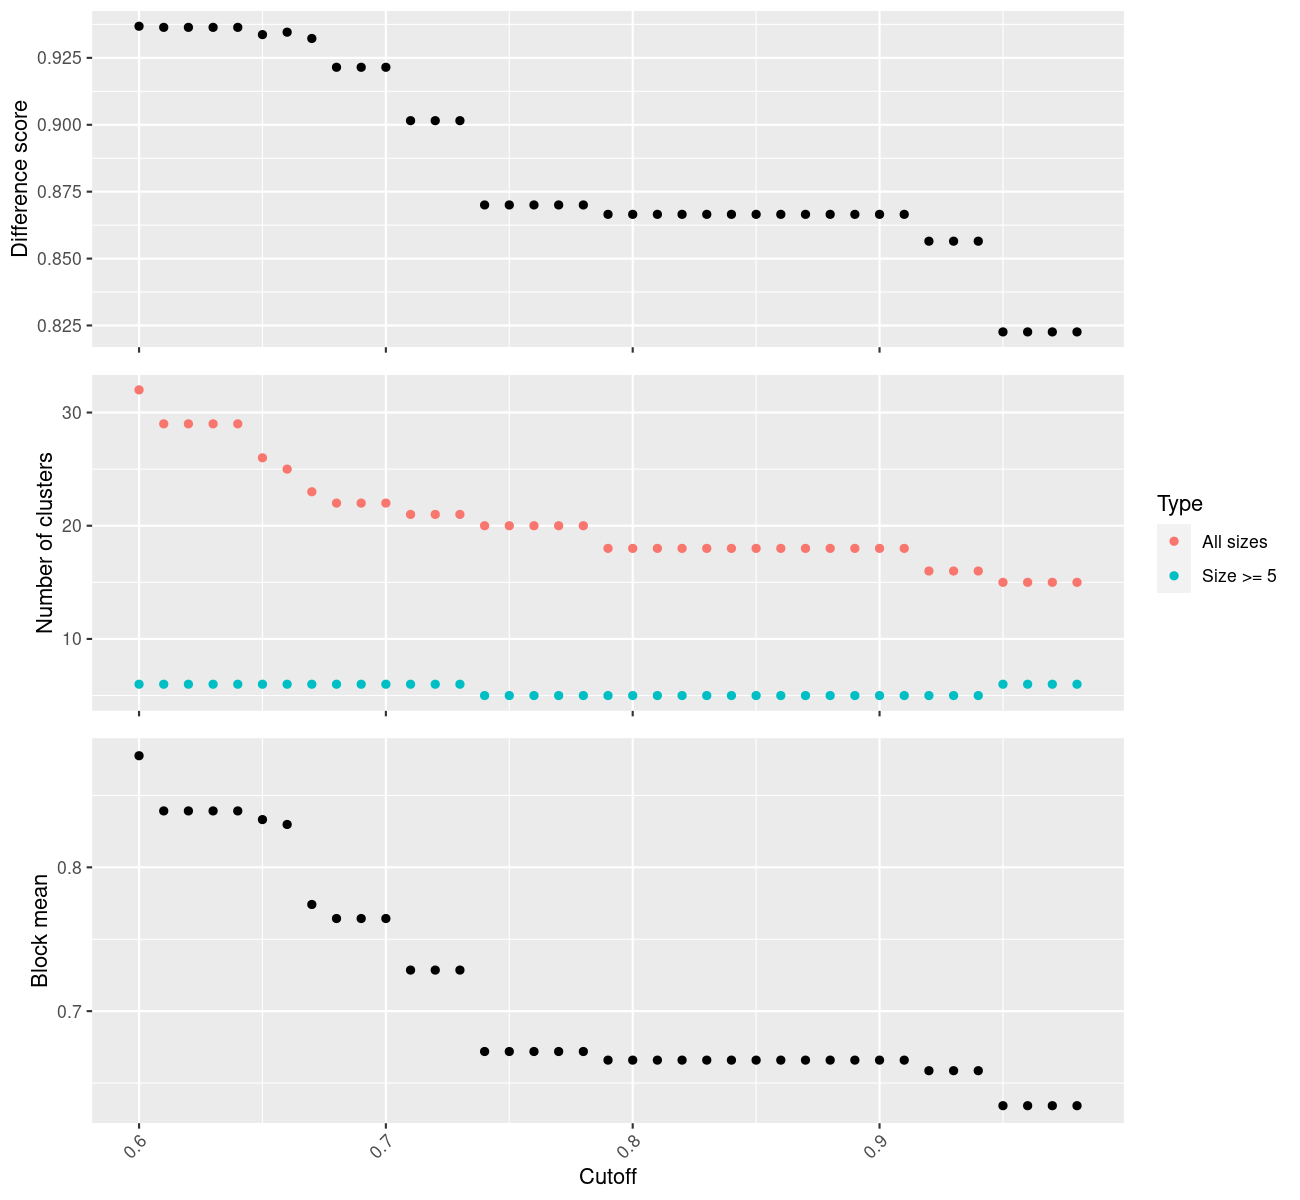 Difference score
0.925
0.900
0.875
0.850
0.825
Number of clusters
30
20
10
Type
All sizes
Size >= 5
Block mean
0.8
0.7
0.6
0.7
0.8
0.9
Cutoff